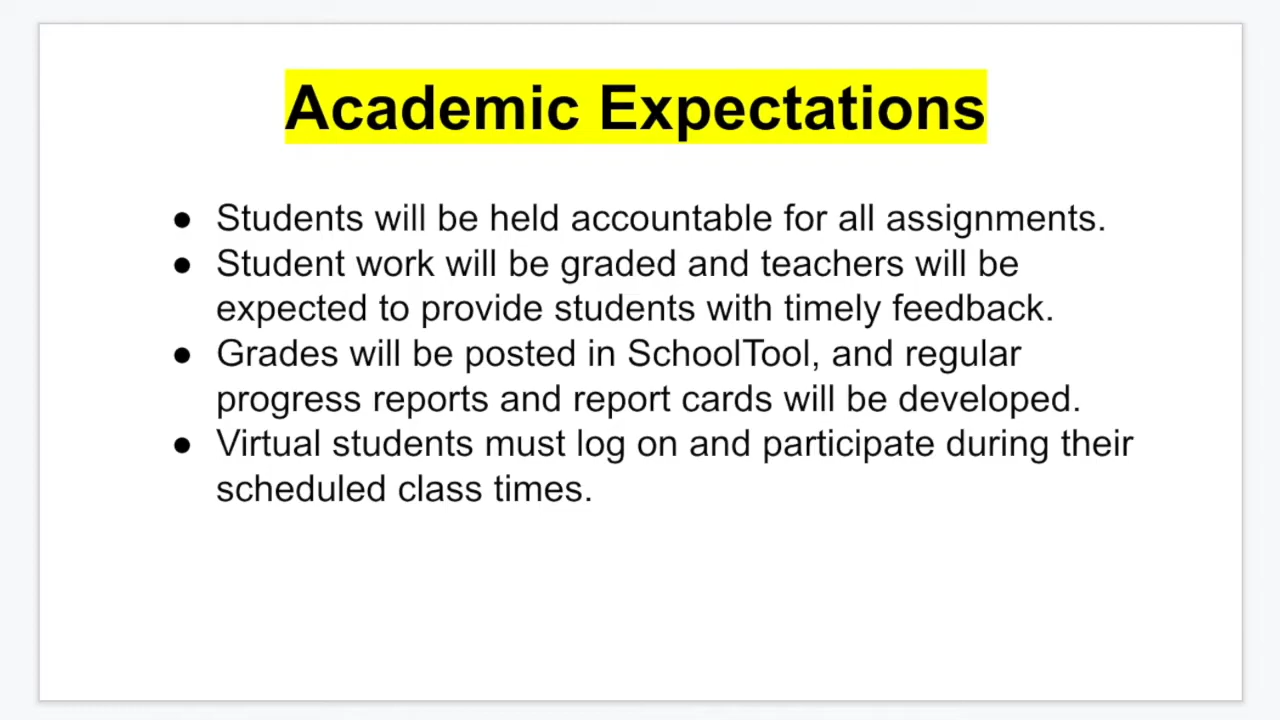 Academic Expectations
● Students will be held accountable for all assignments.
● Student work will be graded and teachers will be
expected to provide students with timely feedback.
● Grades will be posted in SchoolTool, and regular
progress reports and report cards will be developed.
● Virtual students must log on and participate during their
scheduled class times.